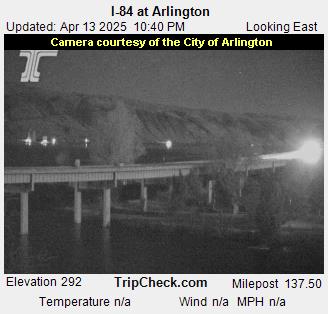 I-84 at Arlington
Updated: Apr 13 2025 10:40 PM Looking East
Camera courtesy of the City of Arlington
Elevation 292 TripCheck.com Milepost 137.50
Temperature n/a Wind n/a MPH n/a